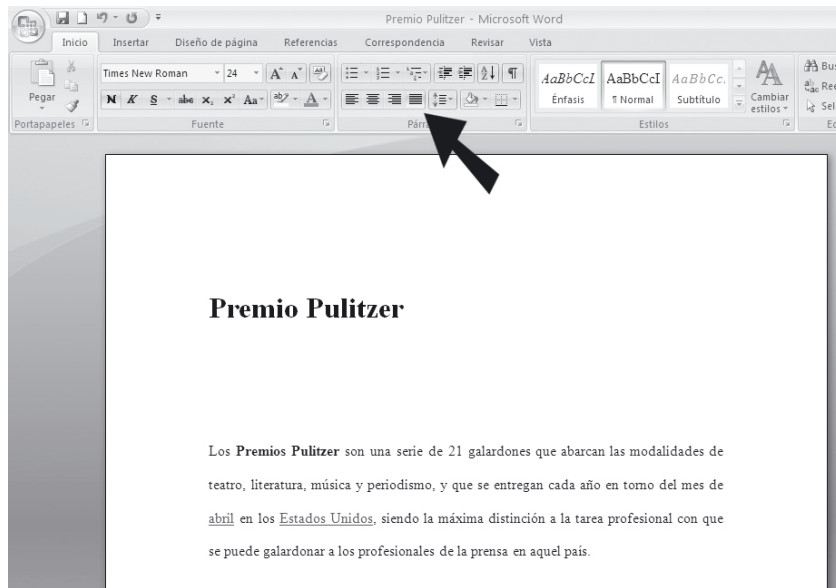 Premio Pulitzer - Microsoft Word
Inicio Insertar Diseño de página Referencias Correspondencia Revisar Vista
Pegar
Times New Roman 24
N K S abc x₂ x² Aa A
AaBbCcI AaBbCcI AaBbCc.
Énfasis ¶ Normal Subtítulo
Cambiar estilos
Portapapeles Fuente Estilos
Premio Pulitzer
Los Premios Pulitzer son una serie de 21 galardones que abarcan las modalidades de
teatro, literatura, música y periodismo, y que se entregan cada año en torno del mes de
abril en los Estados Unidos, siendo la máxima distinción a la tarea profesional con que
se puede galardonar a los profesionales de la prensa en aquel país.